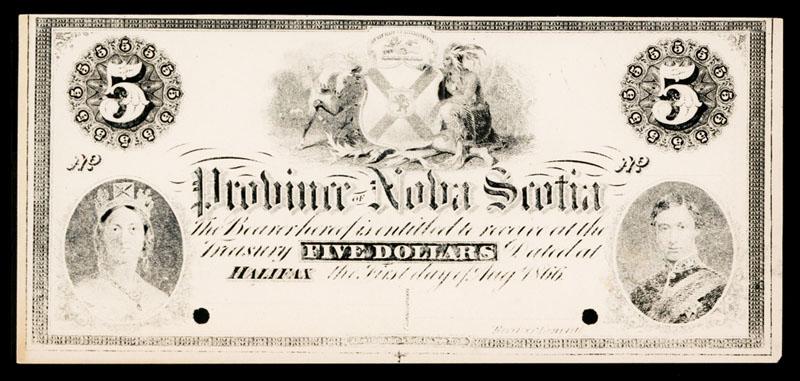 5 5
No No
Province OF Nova Scotia
The Bearer hereof is entitled to receive at the
Treasury FIVE DOLLARS Dated at
HALIFAX the First day of Augt 1866